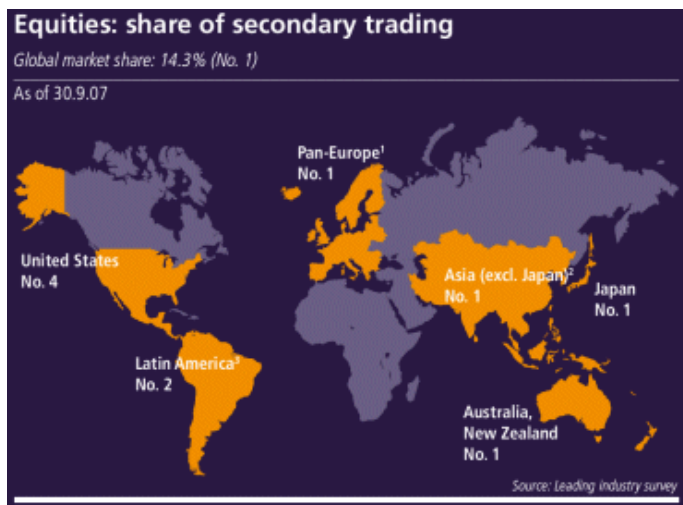 Equities: share of secondary trading
Global market share: 14.3% (No. 1)
As of 30.9.07
Pan-Europe¹
No. 1
United States
No. 4
Asia (excl. Japan)²
No. 1
Japan
No. 1
Latin America³
No. 2
Australia,
New Zealand
No. 1
Source: Leading industry survey